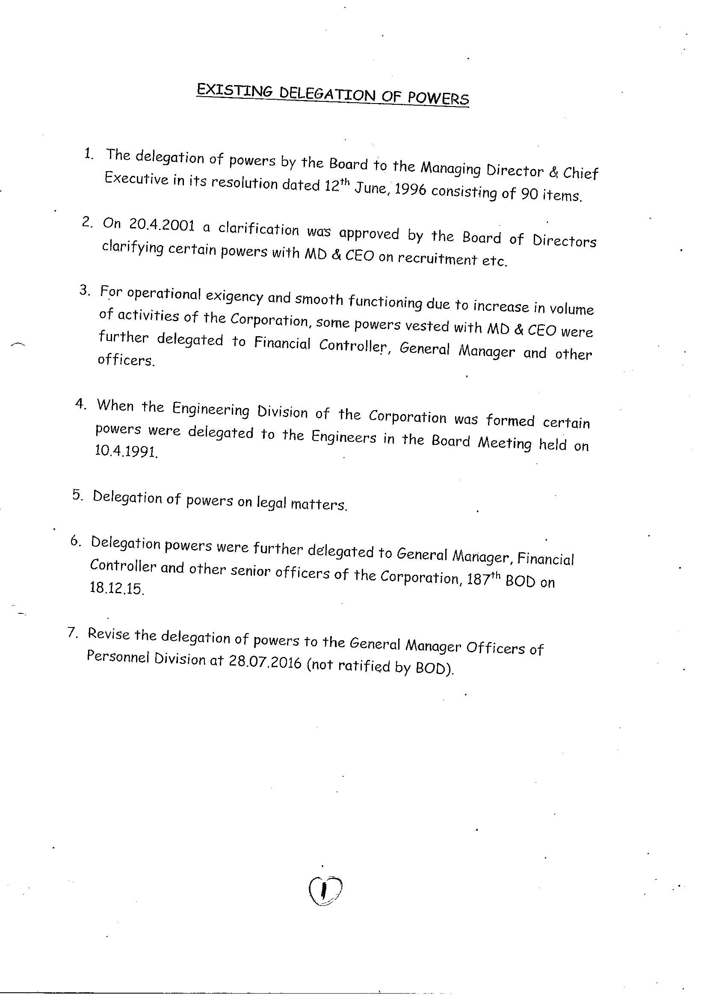 EXISTING DELEGATION OF POWERS
1. The delegation of powers by the Board to the Managing Director & Chief
Executive in its resolution dated 12th June, 1996 consisting of 90 items.
2. On 20.4.2001 a clarification was approved by the Board of Directors
clarifying certain powers with MD & CEO on recruitment etc.
3. For operational exigency and smooth functioning due to increase in volume
of activities of the Corporation, some powers vested with MD & CEO were
further delegated to Financial Controller, General Manager and other
officers.
4. When the Engineering Division of the Corporation was formed certain
powers were delegated to the Engineers in the Board Meeting held on
10.4.1991.
5. Delegation of powers on legal matters.
6. Delegation powers were further delegated to General Manager, Financial
Controller and other senior officers of the Corporation, 187th BOD on
18.12.15.
7. Revise the delegation of powers to the General Manager Officers of
Personnel Division at 28.07.2016 (not ratified by BOD).
1